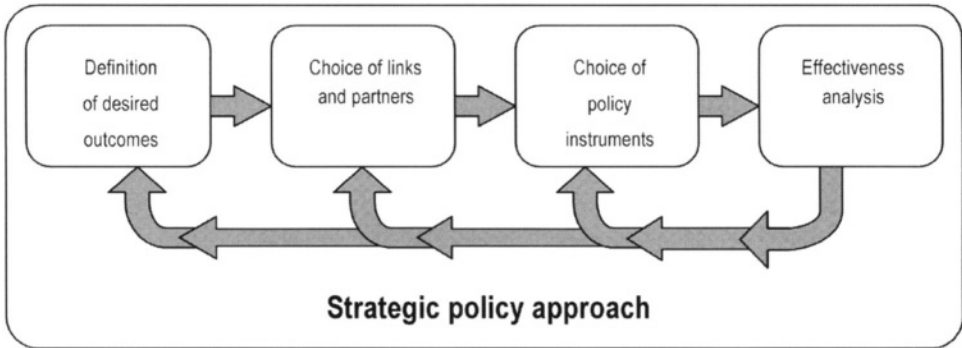 Definition
of desired
outcomes
Choice of links
and partners
Choice of
policy
instruments
Effectiveness
analysis
Strategic policy approach